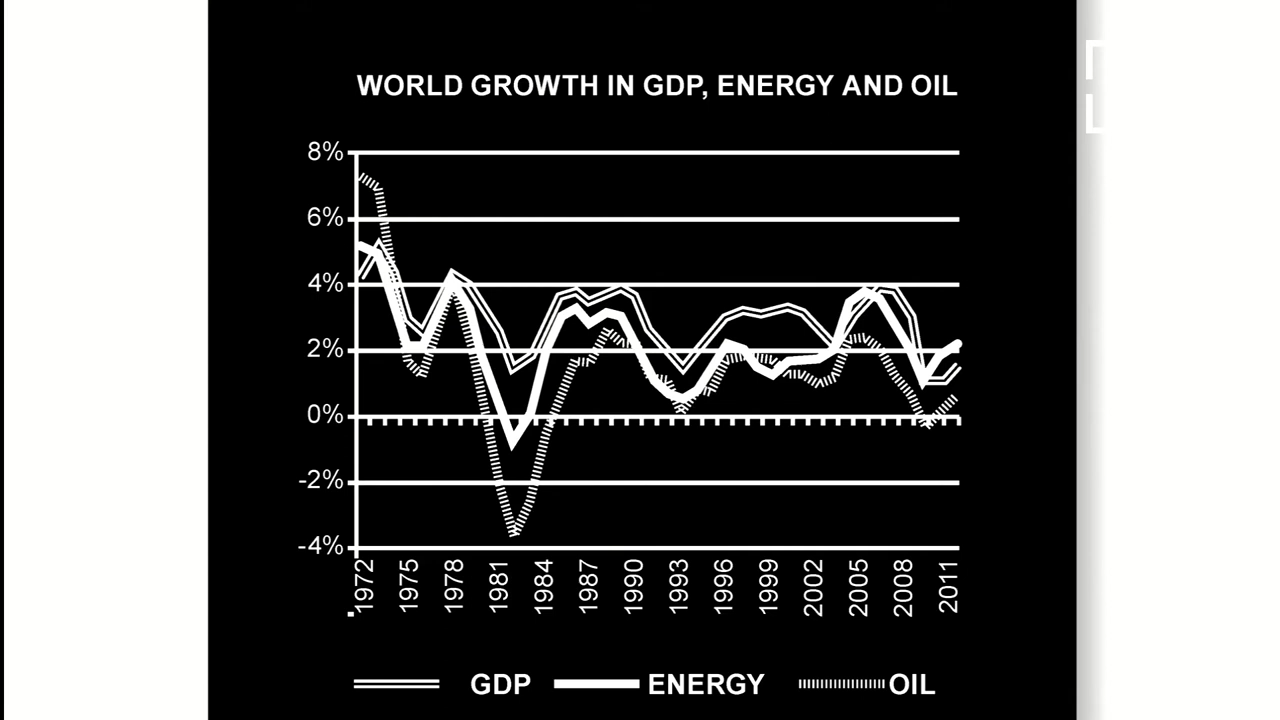 WORLD GROWTH IN GDP, ENERGY AND OIL
8%
6%
4%
2%
0%
-2%
-4%
1972 1975 1978 1981 1984 1987 1990 1993 1996 1999 2002 2005 2008 2011
GDP ENERGY OIL